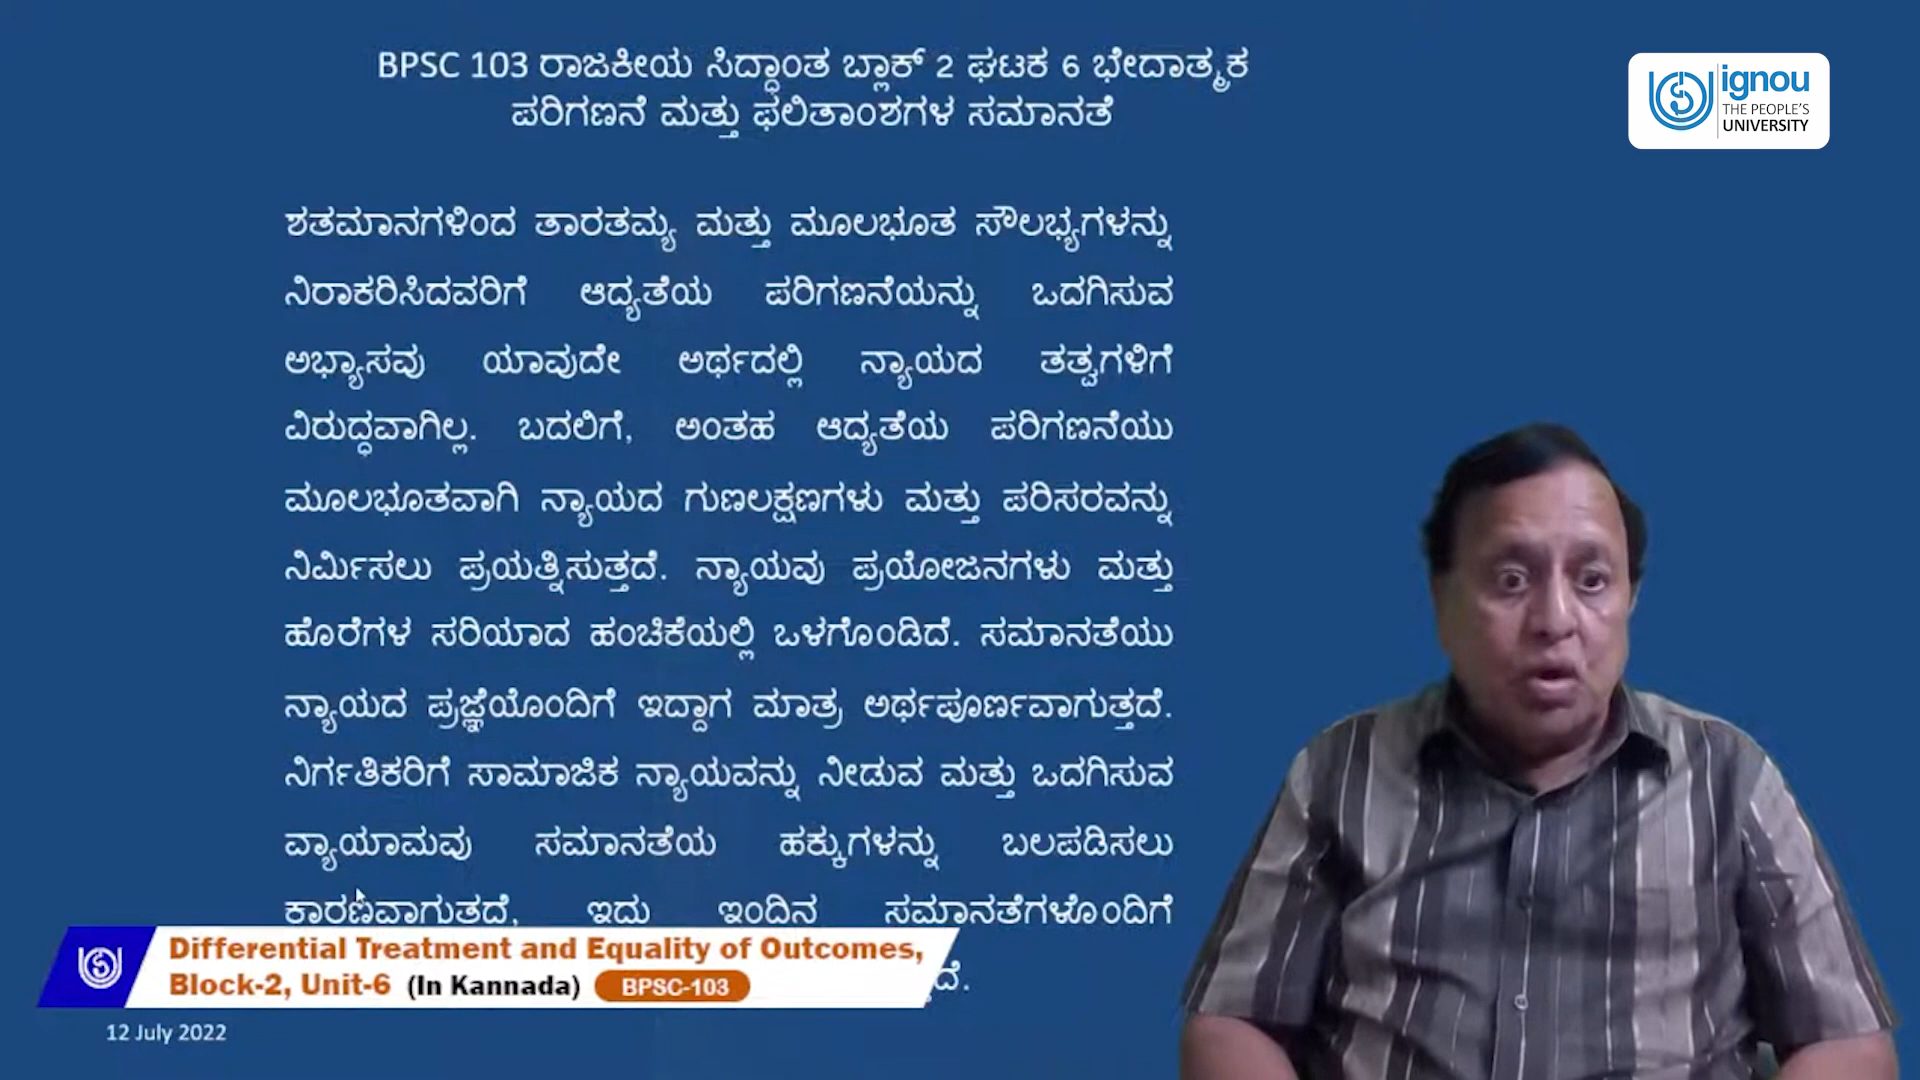 BPSC 103 ರಾಜಕೀಯ ಸಿದ್ಧಾಂತ ಬ್ಲಾಕ್ 2 ಘಟಕ 6 ಭೇದಾತ್ಮಕ
ಪರಿಗಣನೆ ಮತ್ತು ಫಲಿತಾಂಶಗಳ ಸಮಾನತೆ
ignou
THE PEOPLE'S
UNIVERSITY
ಶತಮಾನಗಳಿಂದ ತಾರತಮ್ಯ ಮತ್ತು ಮೂಲಭೂತ ಸೌಲಭ್ಯಗಳನ್ನು
ನಿರಾಕರಿಸಿದವರಿಗೆ ಆದ್ಯತೆಯ ಪರಿಗಣನೆಯನ್ನು ಒದಗಿಸುವ
ಅಭ್ಯಾಸವು ಯಾವುದೇ ಅರ್ಥದಲ್ಲಿ ನ್ಯಾಯದ ತತ್ವಗಳಿಗೆ
ವಿರುದ್ಧವಾಗಿಲ್ಲ. ಬದಲಿಗೆ, ಅಂತಹ ಆದ್ಯತೆಯ ಪರಿಗಣನೆಯು
ಮೂಲಭೂತವಾಗಿ ನ್ಯಾಯದ ಗುಣಲಕ್ಷಣಗಳು ಮತ್ತು ಪರಿಸರವನ್ನು
ನಿರ್ಮಿಸಲು ಪ್ರಯತ್ನಿಸುತ್ತದೆ. ನ್ಯಾಯವು ಪ್ರಯೋಜನಗಳು ಮತ್ತು
ಹೊರೆಗಳ ಸರಿಯಾದ ಹಂಚಿಕೆಯಲ್ಲಿ ಒಳಗೊಂಡಿದೆ. ಸಮಾನತೆಯು
ನ್ಯಾಯದ ಪ್ರಜ್ಞೆಯೊಂದಿಗೆ ಇದ್ದಾಗ ಮಾತ್ರ ಅರ್ಥಪೂರ್ಣವಾಗುತ್ತದೆ.
ನಿರ್ಗತಿಕರಿಗೆ ಸಾಮಾಜಿಕ ನ್ಯಾಯವನ್ನು ನೀಡುವ ಮತ್ತು ಒದಗಿಸುವ
ವ್ಯಾಯಾಮವು ಸಮಾನತೆಯ ಹಕ್ಕುಗಳನ್ನು ಬಲಪಡಿಸಲು
ಕಾರಣವಾಗುತ್ತದೆ, ಇದು ಇಂದಿನ ಸಮಾನತೆಗಳೊಂದಿಗೆ
Differential Treatment and Equality of Outcomes,
Block-2, Unit-6 (In Kannada) BPSC-103
12 July 2022